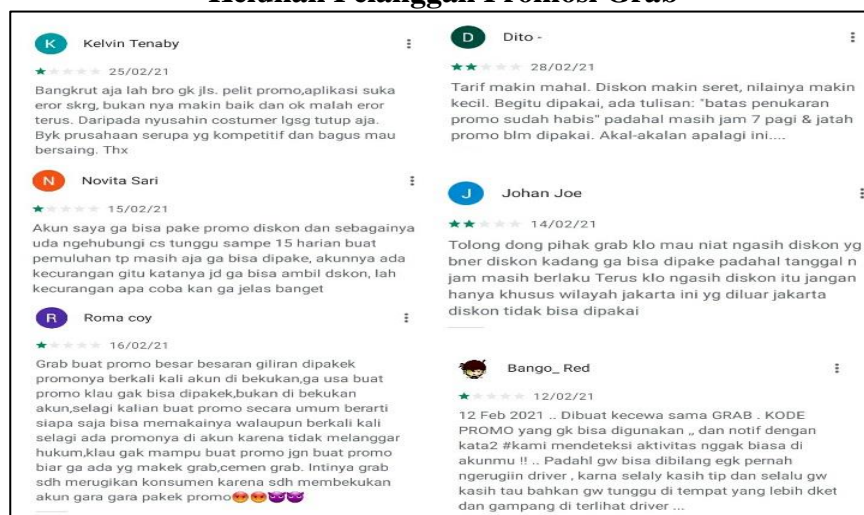 Keluhan Pelanggan Promosi Grab
K Kelvin Tenaby
25/02/21
Bangkrut aja lah bro gk jls. pelit promo,aplikasi suka
eror skrg, bukan nya makin baik dan ok malah eror
terus. Daripada nyusahin costumer lgsg tutup aja.
Byk prusahaan serupa yg kompetitif dan bagus mau
bersaing. Thx
N Novita Sari
15/02/21
Akun saya ga bisa pake promo diskon dan sebagainya
uda ngehubungi cs tunggu sampe 15 harian buat
pemuluhan tp masih aja ga bisa dipake, akunnya ada
kecurangan gitu katanya jd ga bisa ambil dskon, lah
kecurangan apa coba kan ga jelas banget
R Roma coy
16/02/21
Grab buat promo besar besaran giliran dipakek
promonya berkali kali akun di bekukan,ga usa buat
promo klau gak bisa dipakek,bukan di bekukan
akun,selagi kalian buat promo secara umum berarti
siapa saja bisa memakainya walaupun berkali kali
selagi ada promonya di akun karena tidak melanggar
hukum,klau gak mampu buat promo jgn buat promo
biar ga ada yg makek grab,cemen grab. Intinya grab
sdh merugikan konsumen karena sdh membekukan
akun gara gara pakek promo😡😡😈😈
D Dito -
28/02/21
Tarif makin mahal. Diskon makin seret, nilainya makin
kecil. Begitu dipakai, ada tulisan: "batas penukaran
promo sudah habis" padahal masih jam 7 pagi & jatah
promo blm dipakai. Akal-akalan apalagi ini....
J Johan Joe
14/02/21
Tolong dong pihak grab klo mau niat ngasih diskon yg
bner diskon kadang ga bisa dipake padahal tanggal n
jam masih berlaku Terus klo ngasih diskon itu jangan
hanya khusus wilayah jakarta ini yg diluar jakarta
diskon tidak bisa dipakai
Bango_ Red
12/02/21
12 Feb 2021 .. Dibuat kecewa sama GRAB . KODE
PROMO yang gk bisa digunakan ,, dan notif dengan
kata2 #kami mendeteksi aktivitas nggak biasa di
akunmu !! .. Padahl gw bisa dibilang egk pernah
ngerugiin driver , karna selaly kasih tip dan selalu gw
kasih tau bahkan gw tunggu di tempat yang lebih dket
dan gampang di terlihat driver ...